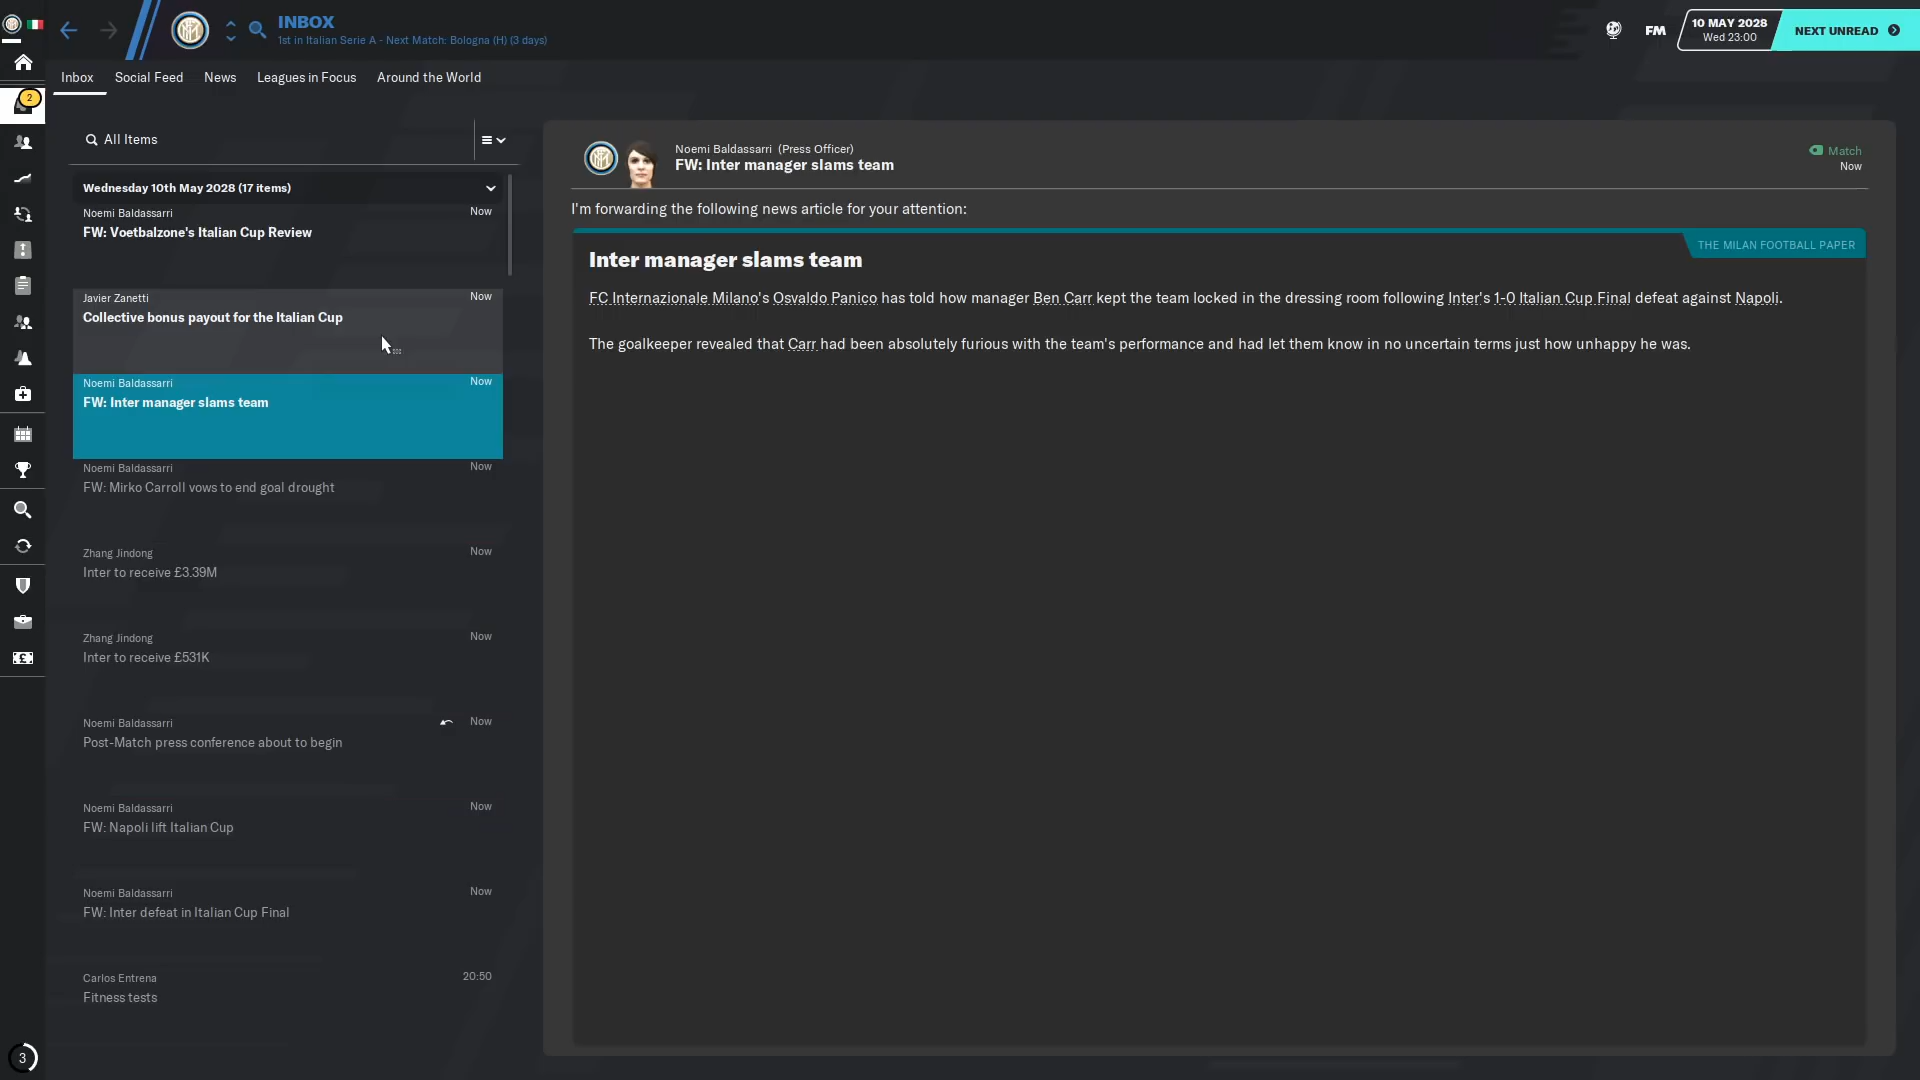 INBOX
1st in Italian Serie A - Next Match: Bologna (H) (3 days)
FM
10 MAY 2028
Wed 23:00
NEXT UNREAD
Inbox
Social Feed
News
Leagues in Focus
Around the World
2
All Items
Wednesday 10th May 2028 (17 items)
Noemi Baldassarri
Now
FW: Voetbalzone's Italian Cup Review
Javier Zanetti
Now
Collective bonus payout for the Italian Cup
Noemi Baldassarri
Now
FW: Inter manager slams team
Noemi Baldassarri
Now
FW: Mirko Carroll vows to end goal drought
Zhang Jindong
Now
Inter to receive £3.39M
Zhang Jindong
Now
Inter to receive £531K
Noemi Baldassarri
Now
Post-Match press conference about to begin
Noemi Baldassarri
Now
FW: Napoli lift Italian Cup
Noemi Baldassarri
Now
FW: Inter defeat in Italian Cup Final
Carlos Entrena
20:50
Fitness tests
3
Noemi Baldassarri (Press Officer)
FW: Inter manager slams team
Match
Now
I'm forwarding the following news article for your attention:
THE MILAN FOOTBALL PAPER
Inter manager slams team
FC Internazionale Milano's Osvaldo Panico has told how manager Ben Carr kept the team locked in the dressing room following Inter's 1-0 Italian Cup Final defeat against Napoli.
The goalkeeper revealed that Carr had been absolutely furious with the team's performance and had let them know in no uncertain terms just how unhappy he was.